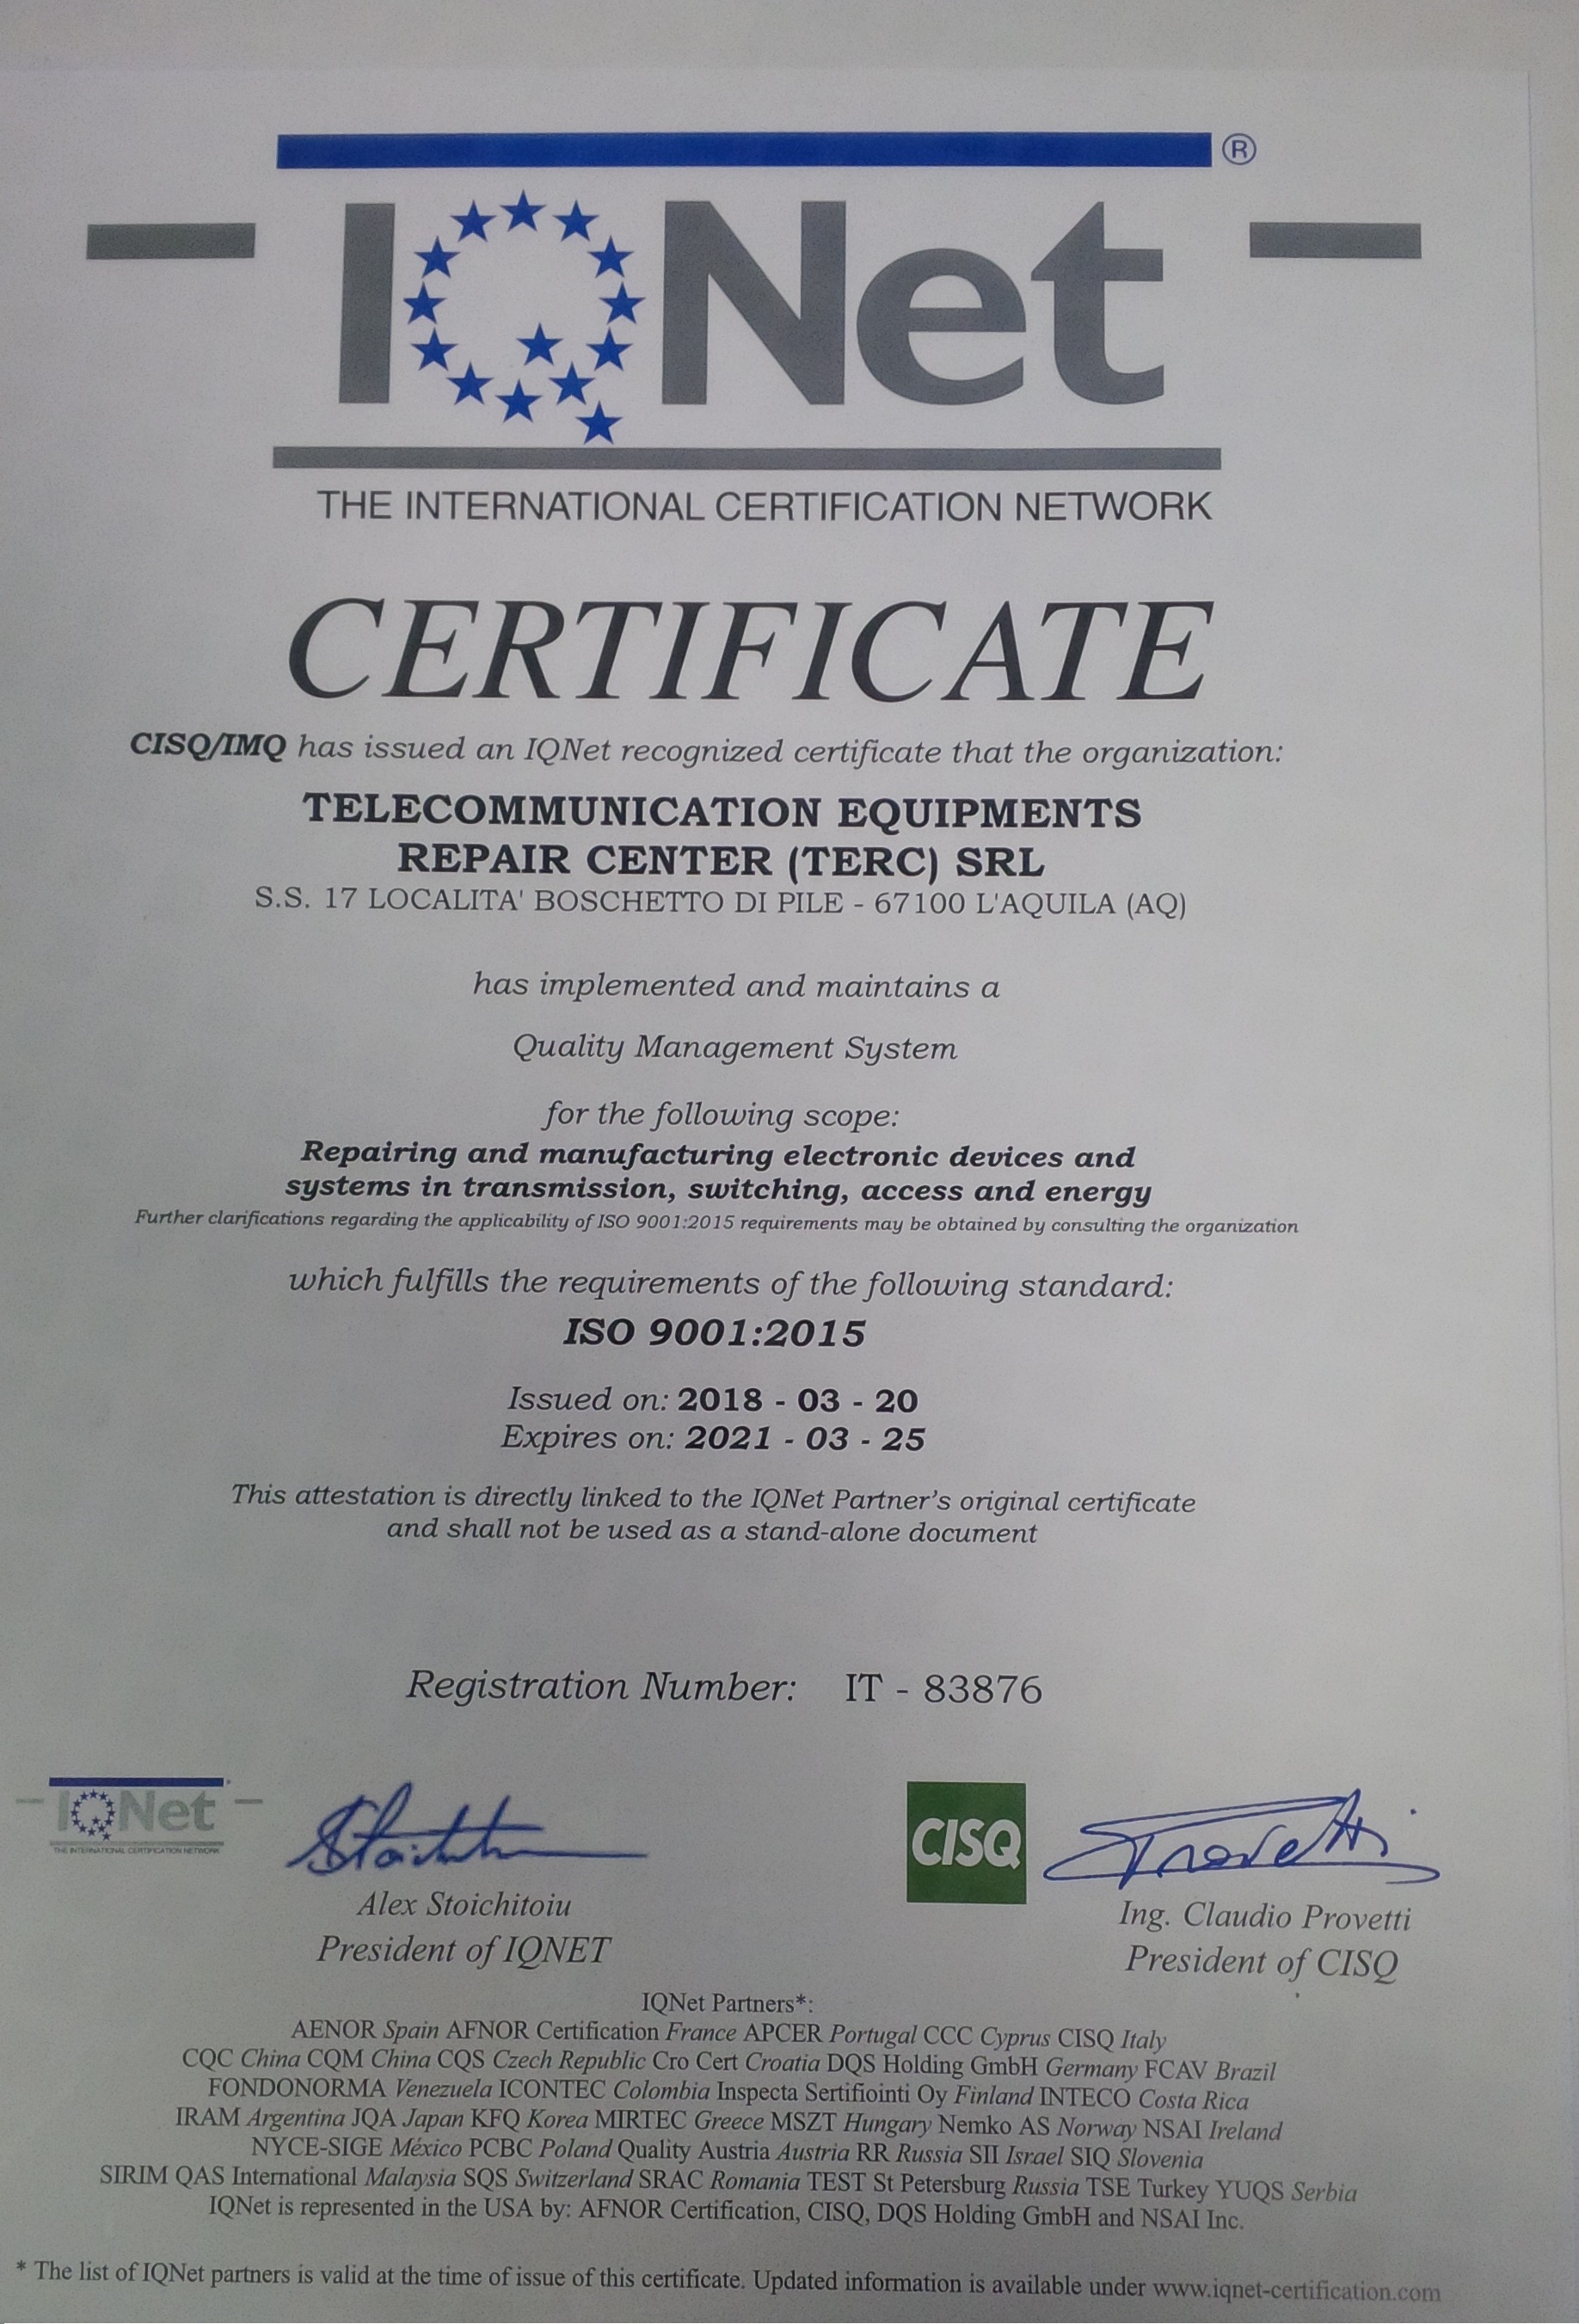 IQNet®
THE INTERNATIONAL CERTIFICATION NETWORK
CERTIFICATE
CISQ/IMQ has issued an IQNet recognized certificate that the organization:
TELECOMMUNICATION EQUIPMENTS
REPAIR CENTER (TERC) SRL
S.S. 17 LOCALITA' BOSCHETTO DI PILE - 67100 L'AQUILA (AQ)
has implemented and maintains a
Quality Management System
for the following scope:
Repairing and manufacturing electronic devices and
systems in transmission, switching, access and energy
Further clarifications regarding the applicability of ISO 9001:2015 requirements may be obtained by consulting the organization
which fulfills the requirements of the following standard:
ISO 9001:2015
Issued on: 2018 - 03 - 20
Expires on: 2021 - 03 - 25
This attestation is directly linked to the IQNet Partner's original certificate
and shall not be used as a stand-alone document
Registration Number: IT - 83876
IQNet
THE INTERNATIONAL CERTIFICATION NETWORK
CISQ
Alex Stoichitoiu
President of IQNET
Ing. Claudio Provetti
President of CISQ
IQNet Partners*:
AENOR Spain AFNOR Certification France APCER Portugal CCC Cyprus CISQ Italy
CQC China CQM China CQS Czech Republic Cro Cert Croatia DQS Holding GmbH Germany FCAV Brazil
FONDONORMA Venezuela ICONTEC Colombia Inspecta Sertifiointi Oy Finland INTECO Costa Rica
IRAM Argentina JQA Japan KFQ Korea MIRTEC Greece MSZT Hungary Nemko AS Norway NSAI Ireland
NYCE-SIGE México PCBC Poland Quality Austria Austria RR Russia SII Israel SIQ Slovenia
SIRIM QAS International Malaysia SQS Switzerland SRAC Romania TEST St Petersburg Russia TSE Turkey YUQS Serbia
IQNet is represented in the USA by: AFNOR Certification, CISQ, DQS Holding GmbH and NSAI Inc.
* The list of IQNet partners is valid at the time of issue of this certificate. Updated information is available under www.iqnet-certification.com